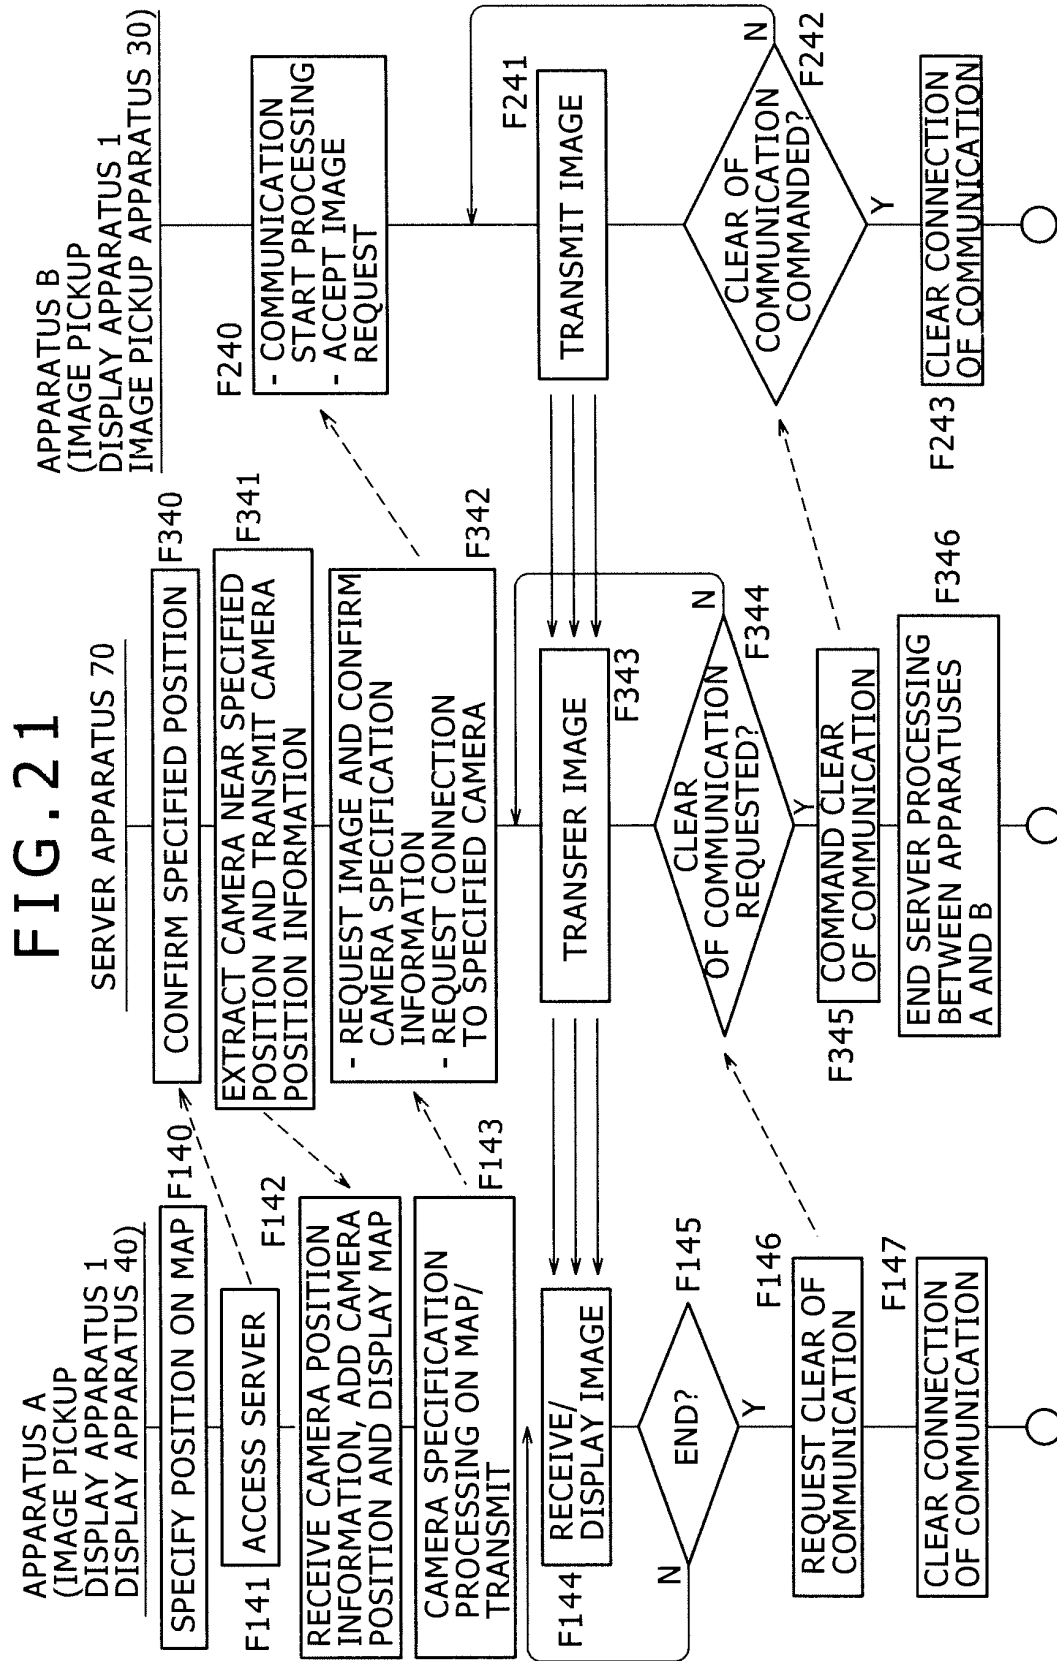 FIG.21
APPARATUS A
(IMAGE PICKUP
DISPLAY APPARATUS 1
DISPLAY APPARATUS 40)
SPECIFY POSITION ON MAP
F140
ACCESS SERVER
F141
F142
RECEIVE CAMERA POSITION
INFORMATION, ADD CAMERA
POSITION AND DISPLAY MAP
CAMERA SPECIFICATION
PROCESSING ON MAP/
TRANSMIT
F143
RECEIVE/
DISPLAY IMAGE
F144
END?
F145
N
Y
REQUEST CLEAR OF
COMMUNICATION
F146
F147
CLEAR CONNECTION
OF COMMUNICATION
SERVER APPARATUS 70
CONFIRM SPECIFIED POSITION
F340
EXTRACT CAMERA NEAR SPECIFIED
POSITION AND TRANSMIT CAMERA
POSITION INFORMATION
F341
- REQUEST IMAGE AND CONFIRM
CAMERA SPECIFICATION
INFORMATION
- REQUEST CONNECTION
TO SPECIFIED CAMERA
F342
TRANSFER IMAGE
F343
CLEAR
OF COMMUNICATION
REQUESTED?
F344
N
Y
COMMAND CLEAR
OF COMMUNICATION
F345
END SERVER PROCESSING
BETWEEN APPARATUSES
A AND B
F346
APPARATUS B
(IMAGE PICKUP
DISPLAY APPARATUS 1
IMAGE PICKUP APPARATUS 30)
F240
- COMMUNICATION
START PROCESSING
- ACCEPT IMAGE
REQUEST
TRANSMIT IMAGE
F241
CLEAR OF
COMMUNICATION
COMMANDED?
F242
N
Y
CLEAR CONNECTION
OF COMMUNICATION
F243